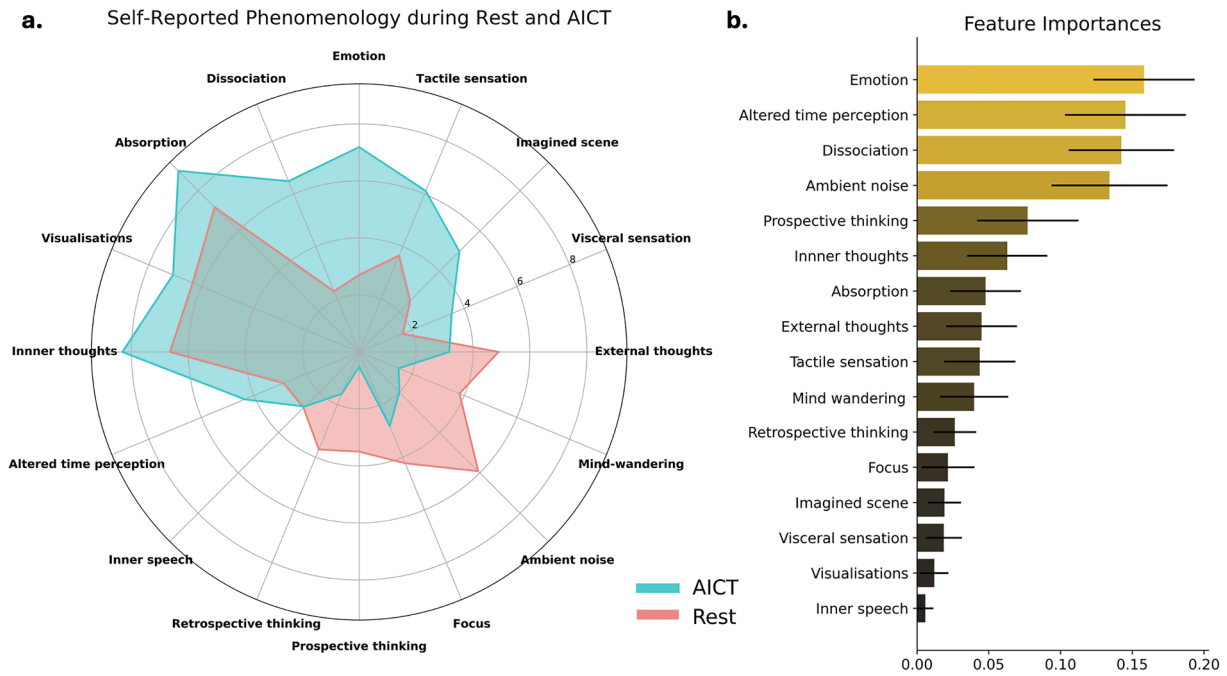 a.
Self-Reported Phenomenology during Rest and AICT
Emotion
Dissociation
Tactile sensation
Absorption
Imagined scene
Visualisations
Visceral sensation
8
6
4
2
Innner thoughts
External thoughts
Altered time perception
Mind-wandering
Inner speech
Ambient noise
Retrospective thinking
Focus
Prospective thinking
AICT
Rest
b.
Feature Importances
Emotion
Altered time perception
Dissociation
Ambient noise
Prospective thinking
Innner thoughts
Absorption
External thoughts
Tactile sensation
Mind wandering
Retrospective thinking
Focus
Imagined scene
Visceral sensation
Visualisations
Inner speech
0.00 0.05 0.10 0.15 0.20